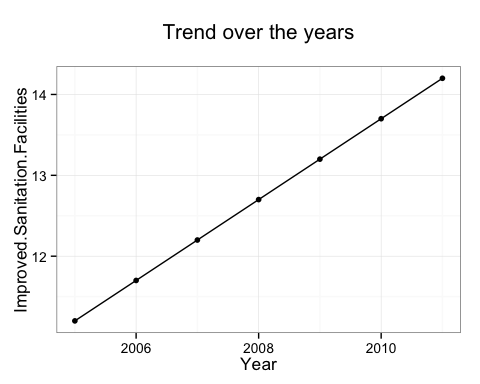 Trend over the years
Improved.Sanitation.Facilities
14
13
12
2006 2008 2010
Year